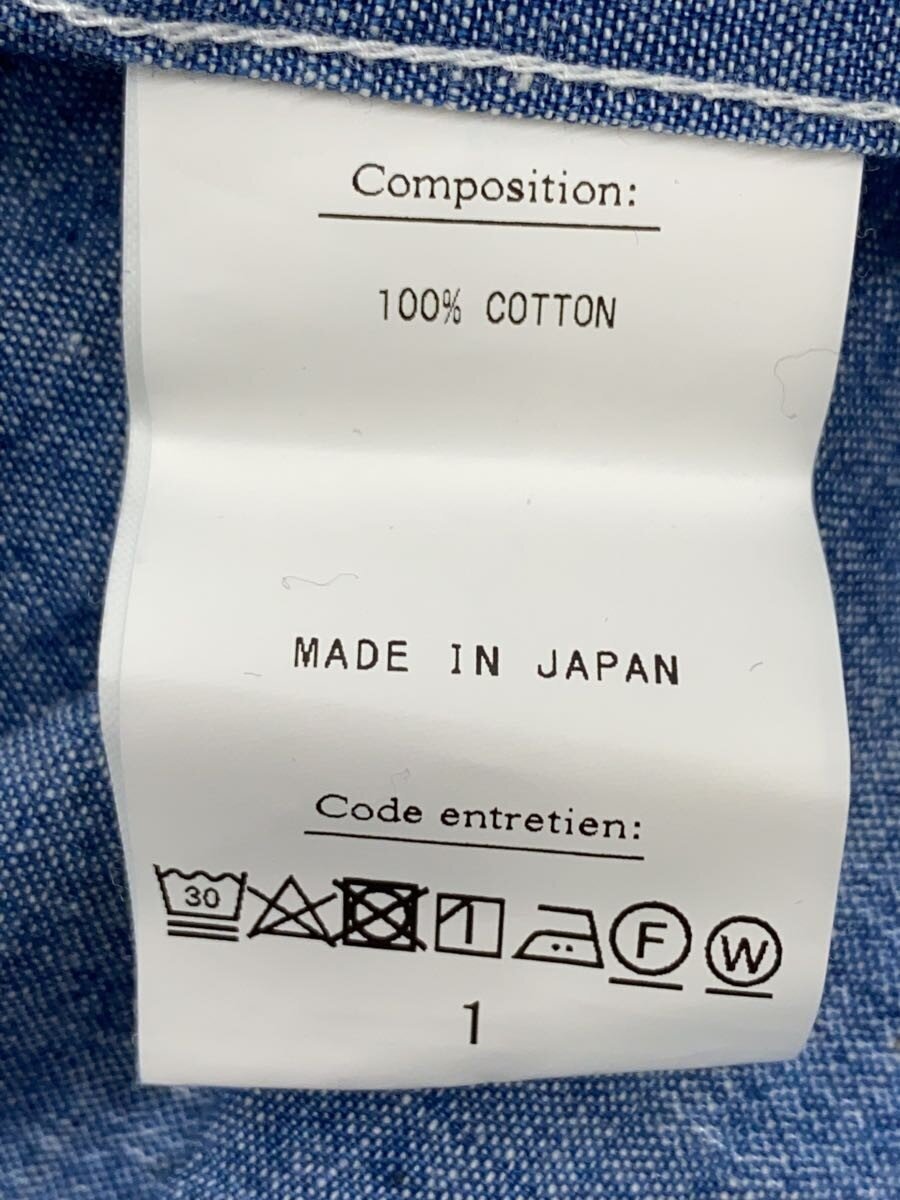 Composition:
100% COTTON
MADE IN JAPAN
Code entretien:
30 F W
1